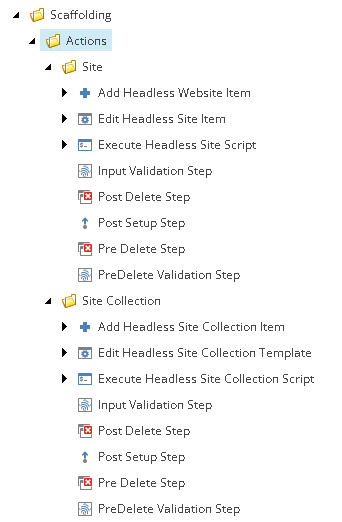 Scaffolding
Actions
Site
Add Headless Website Item
Edit Headless Site Item
Execute Headless Site Script
Input Validation Step
Post Delete Step
Post Setup Step
Pre Delete Step
PreDelete Validation Step
Site Collection
Add Headless Site Collection Item
Edit Headless Site Collection Template
Execute Headless Site Collection Script
Input Validation Step
Post Delete Step
Post Setup Step
Pre Delete Step
PreDelete Validation Step